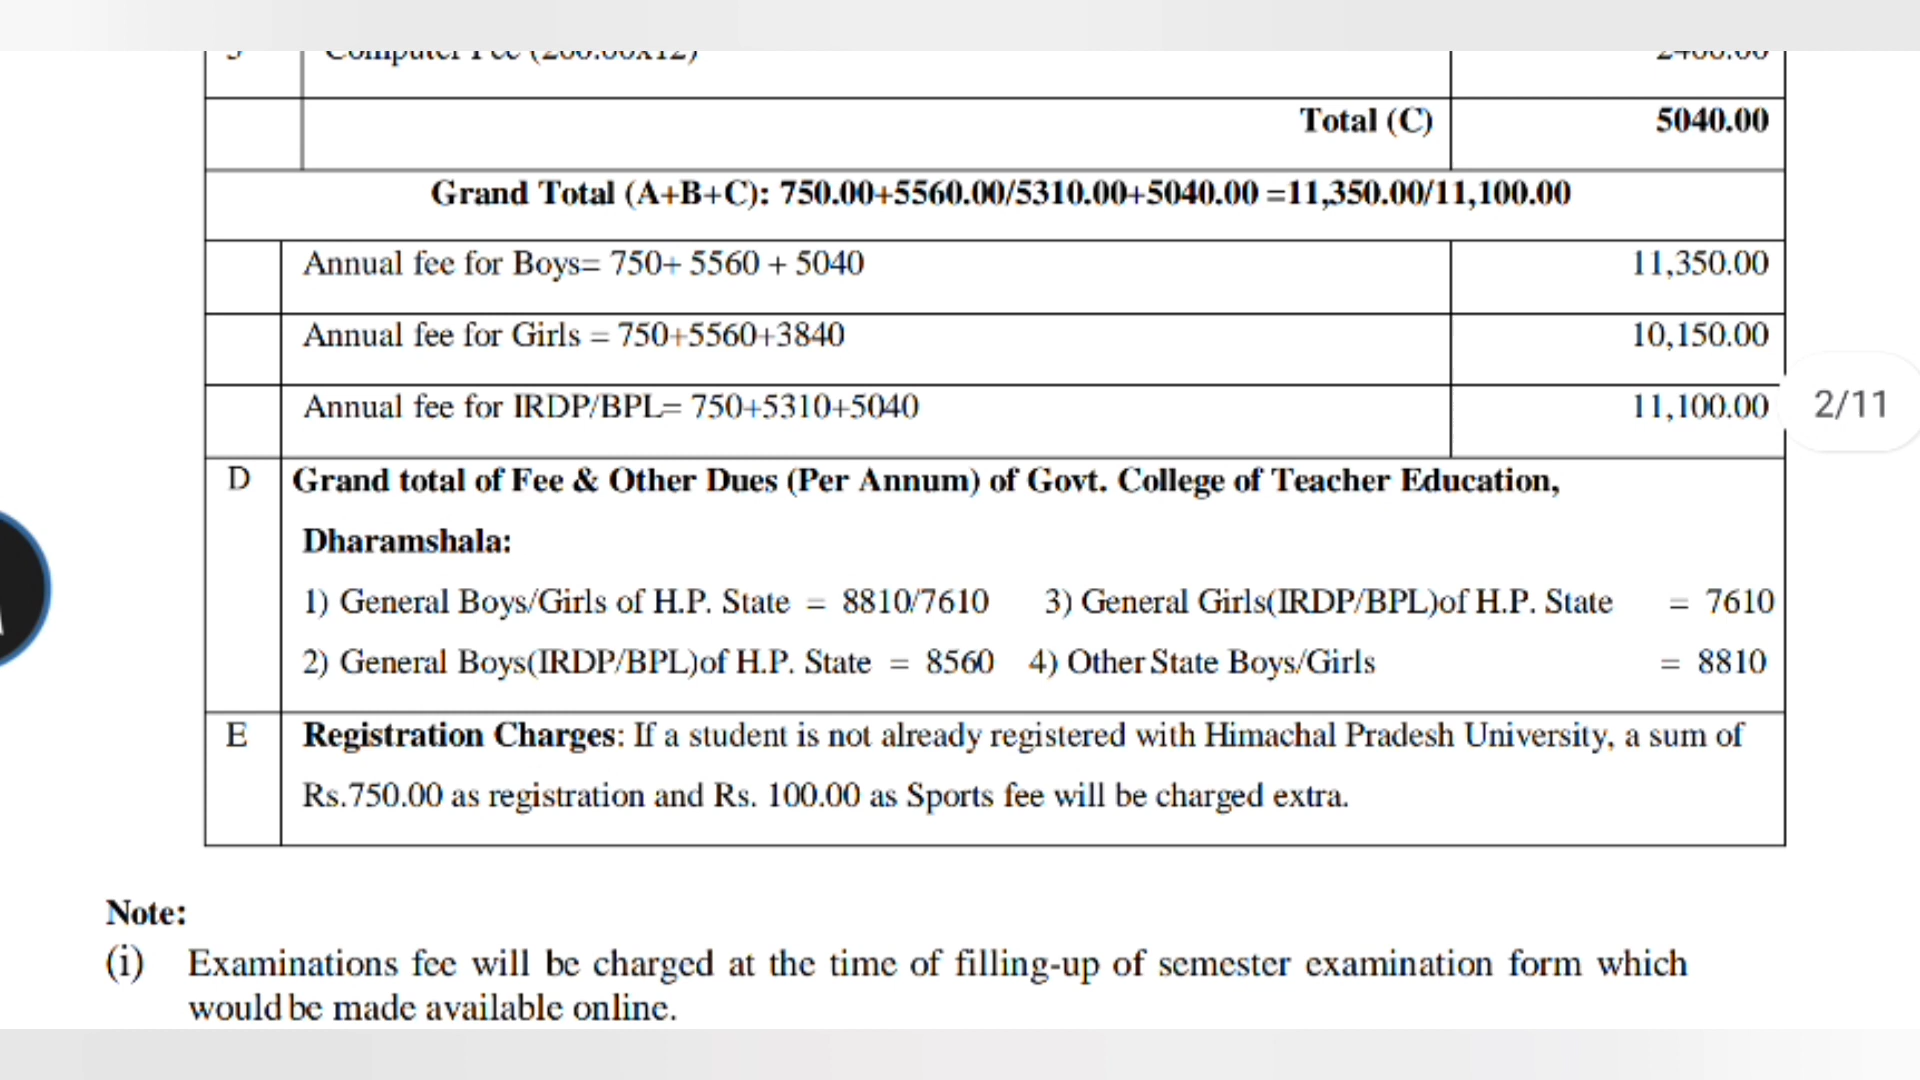 Computer Fee (200.00x12) 2400.00
Total (C) 5040.00
Grand Total (A+B+C): 750.00+5560.00/5310.00+5040.00 =11,350.00/11,100.00
Annual fee for Boys= 750+ 5560 + 5040 11,350.00
Annual fee for Girls = 750+5560+3840 10,150.00
Annual fee for IRDP/BPL= 750+5310+5040 11,100.00
2/11
D Grand total of Fee & Other Dues (Per Annum) of Govt. College of Teacher Education,
Dharamshala:
1) General Boys/Girls of H.P. State = 8810/7610 3) General Girls(IRDP/BPL)of H.P. State = 7610
2) General Boys(IRDP/BPL)of H.P. State = 8560 4) Other State Boys/Girls = 8810
E Registration Charges: If a student is not already registered with Himachal Pradesh University, a sum of
Rs.750.00 as registration and Rs. 100.00 as Sports fee will be charged extra.
Note:
(i) Examinations fee will be charged at the time of filling-up of semester examination form which
would be made available online.